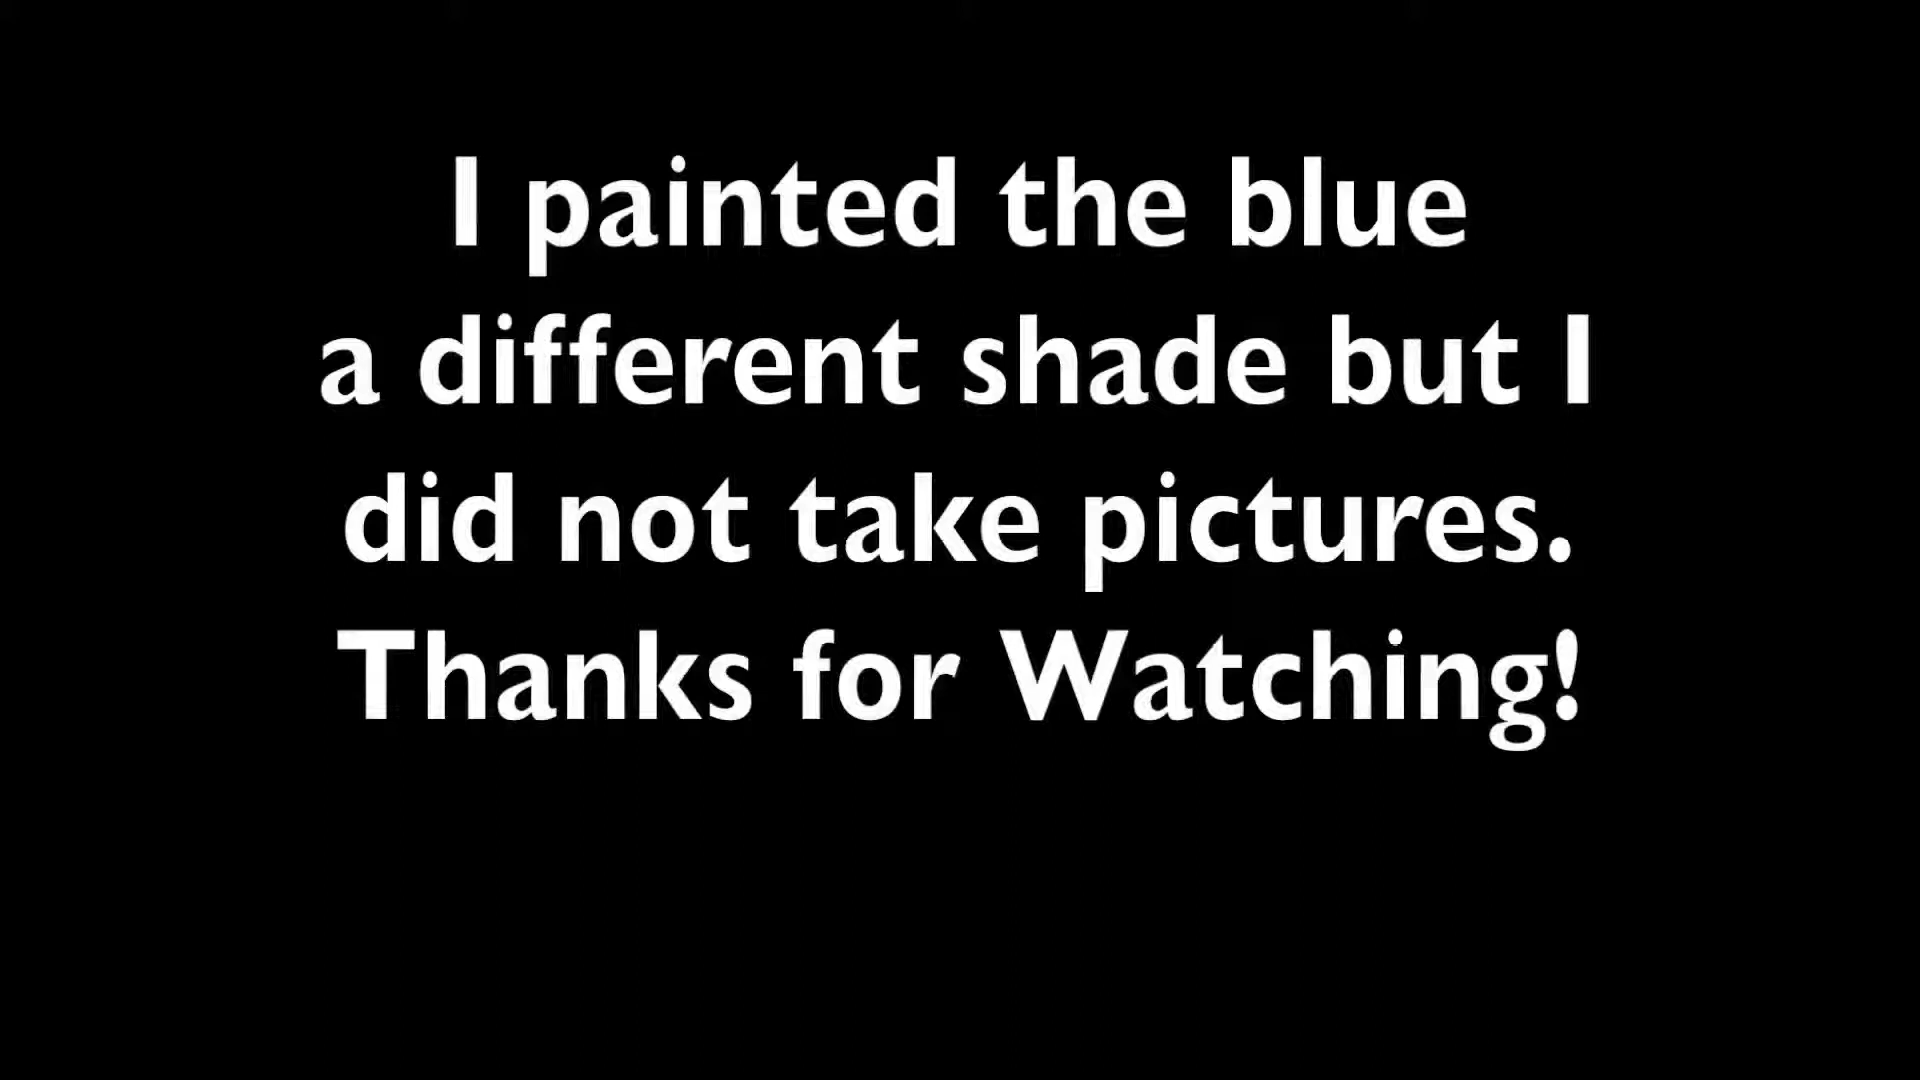 I painted the blue
a different shade but I
did not take pictures.
Thanks for Watching!